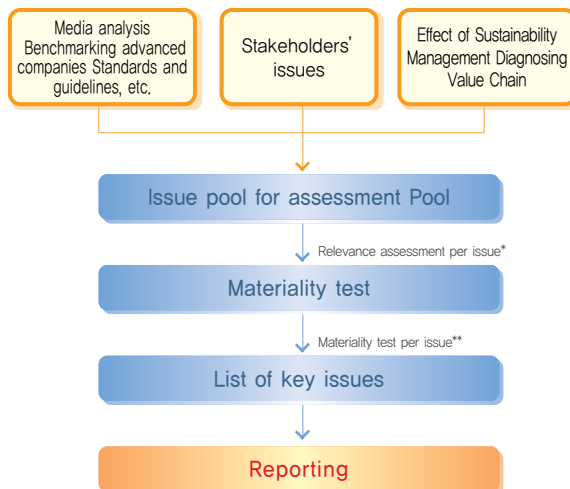 Media analysis
Benchmarking advanced
companies Standards and
guidelines, etc.
Stakeholders'
issues
Effect of Sustainability
Management Diagnosing
Value Chain
Issue pool for assessment Pool
Relevance assessment per issue*
Materiality test
Materiality test per issue**
List of key issues
Reporting